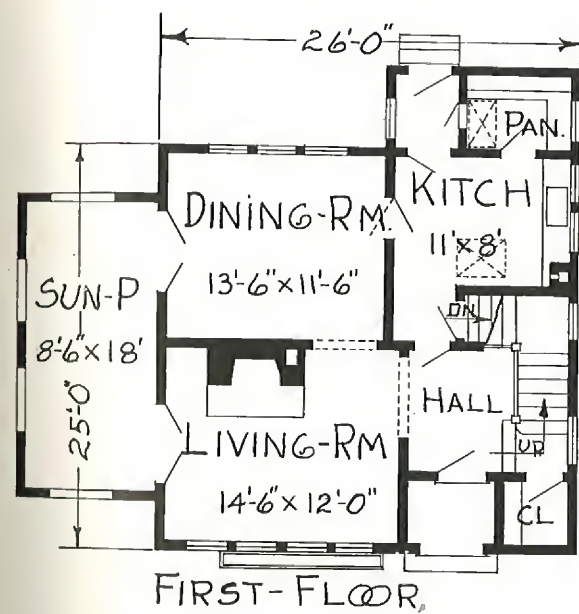 26'-0"
PAN.
KITCH
11'x8'
DINING-RM.
13'-6"x11'-6"
SUN-P
8'-6"x18'
25'-0"
DN
HALL
UP
LIVING-RM
14'-6"x12'-0"
CL
FIRST-FLOOR,